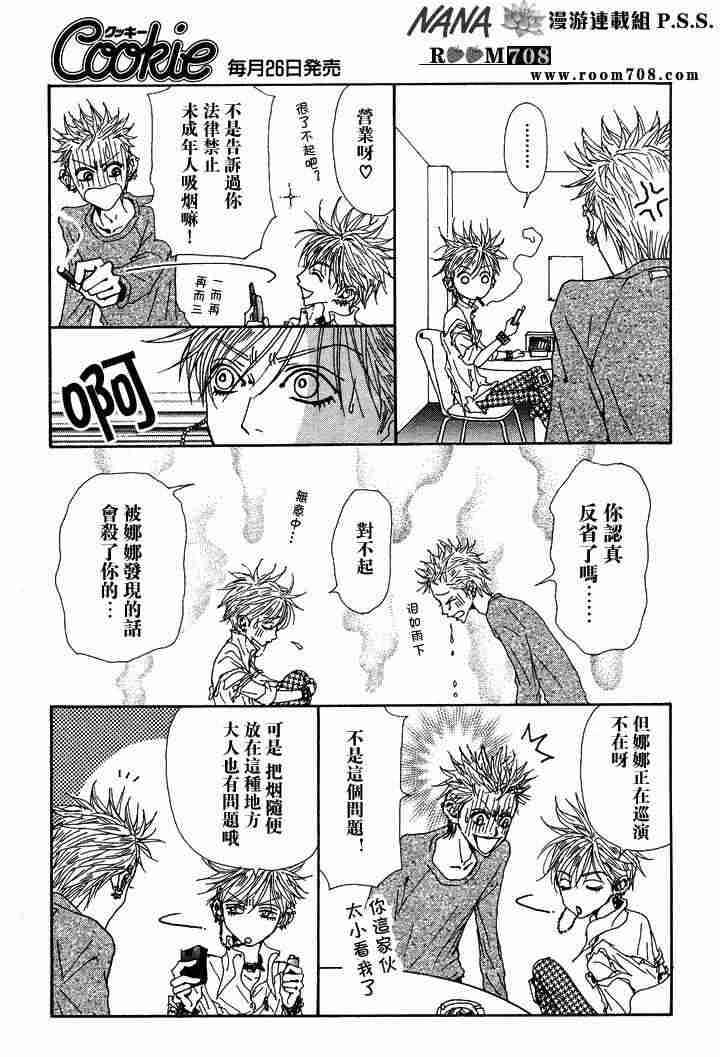 クッキー
Cookie
毎月26日発売
NANA 漫游連載組 P.S.S.
ROOM 708
www.room708.com
………
營業呀♡
很了不起吧?
不是告訴過你
法律禁止
未成年人吸烟嘛!
一而再
再而三
啊
你認真
反省了嗎……
泪如雨下
對不起
無意中…
被娜娜發現的話
會殺了你的…
但娜娜正在巡演
不在呀
不是這個問題!
你這家伙
太小看我了
可是 把烟隨便
放在這種地方
大人也有問題哦